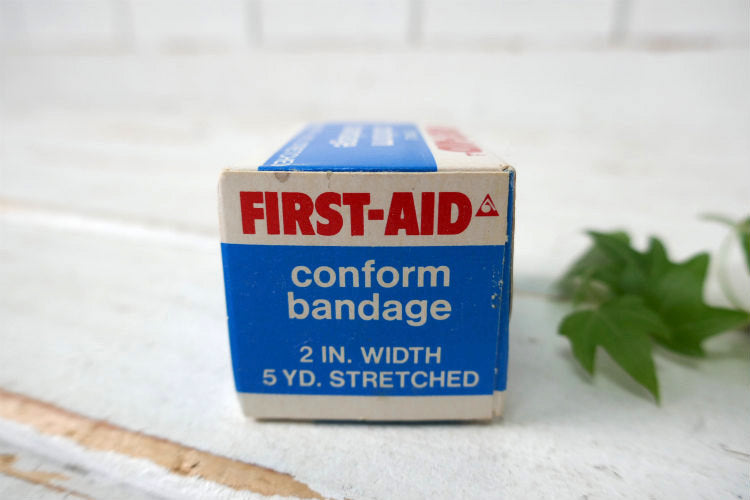 FIRST-AID
conform
bandage
2 IN. WIDTH
5 YD. STRETCHED